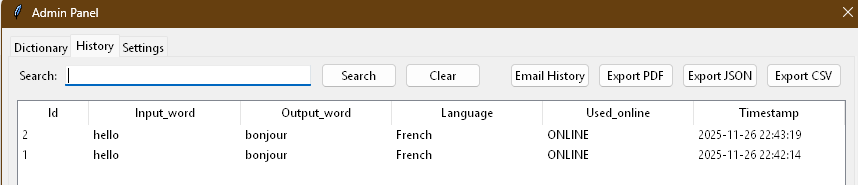 Admin Panel
Dictionary History Settings
Search: Search Clear Email History Export PDF Export JSON Export CSV
Id Input_word Output_word Language Used_online Timestamp
2 hello bonjour French ONLINE 2025-11-26 22:43:19
1 hello bonjour French ONLINE 2025-11-26 22:42:14